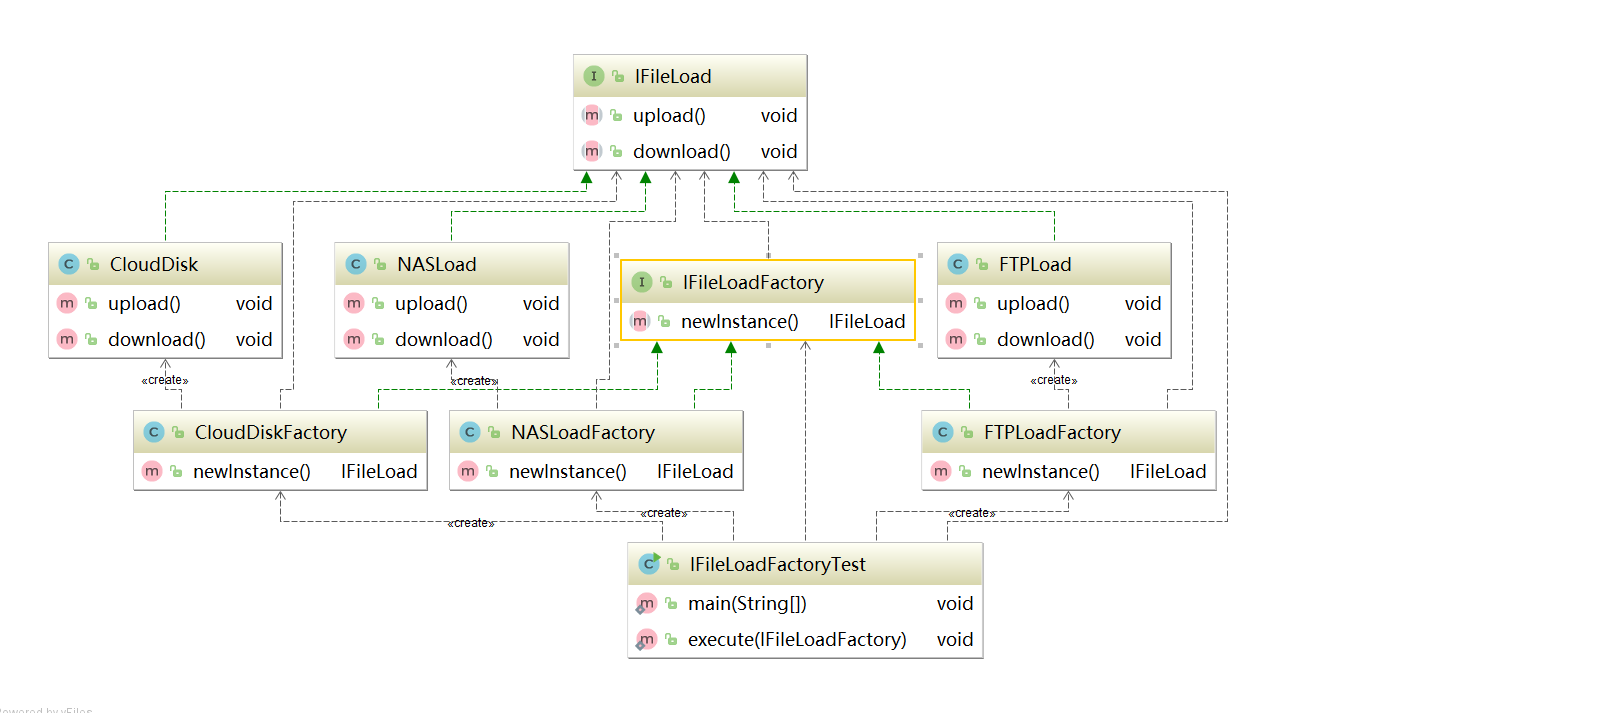 IFileLoad
upload() void
download() void
CloudDisk
upload() void
download() void
NASLoad
upload() void
download() void
IFileLoadFactory
newInstance() IFileLoad
FTPLoad
upload() void
download() void
«create»
«create»
«create»
CloudDiskFactory
newInstance() IFileLoad
NASLoadFactory
newInstance() IFileLoad
FTPLoadFactory
newInstance() IFileLoad
«create»
«create»
«create»
IFileLoadFactoryTest
main(String[]) void
execute(IFileLoadFactory) void
Powered by yFiles